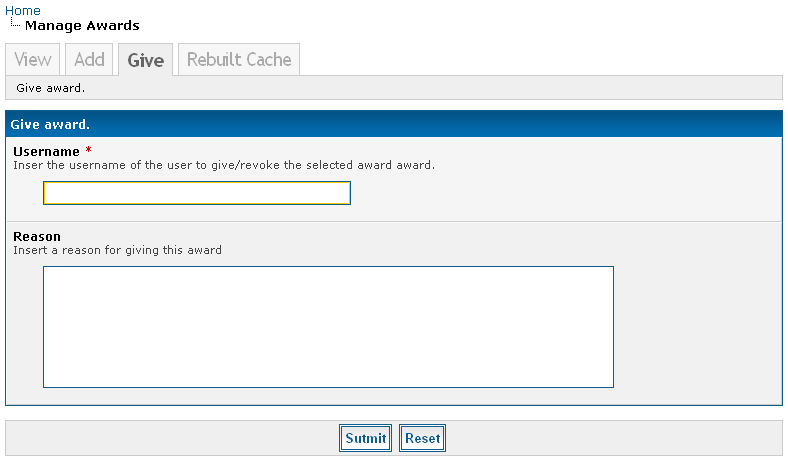 Home
Manage Awards
View Add Give Rebuilt Cache
Give award.
Give award.
Username *
Inser the username of the user to give/revoke the selected award award.
Reason
Insert a reason for giving this award
Sutmit Reset